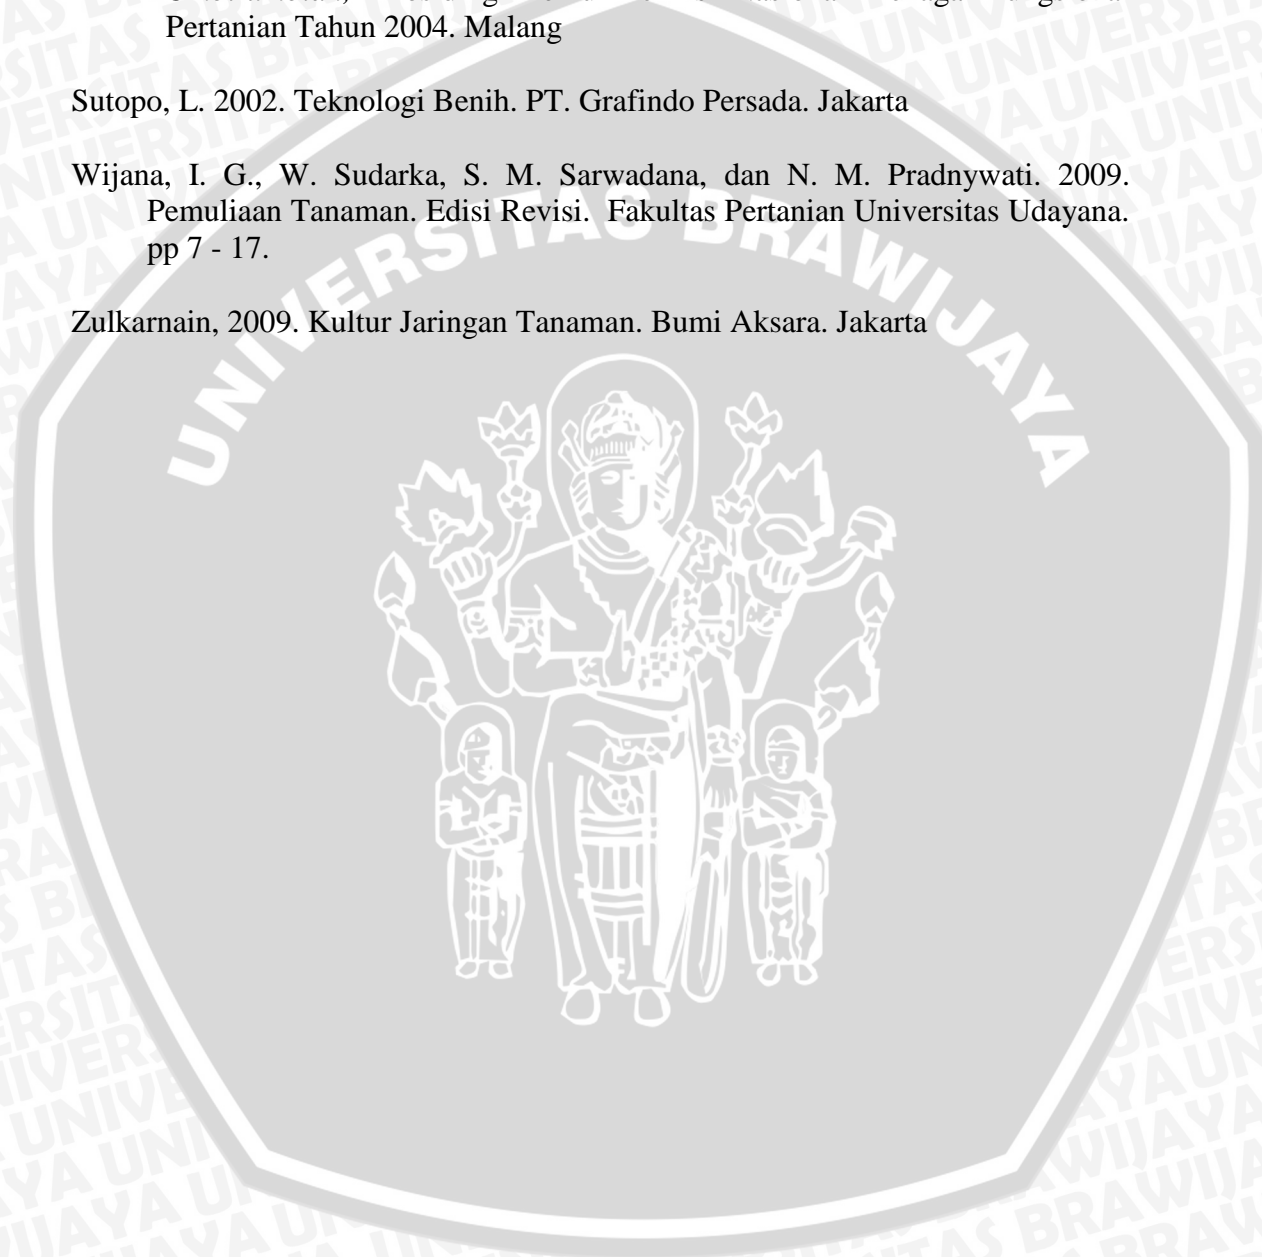 Pertanian Tahun 2004. Malang
Sutopo, L. 2002. Teknologi Benih. PT. Grafindo Persada. Jakarta
Wijana, I. G., W. Sudarka, S. M. Sarwadana, dan N. M. Pradnywati. 2009.
Pemuliaan Tanaman. Edisi Revisi. Fakultas Pertanian Universitas Udayana.
pp 7 - 17.
Zulkarnain, 2009. Kultur Jaringan Tanaman. Bumi Aksara. Jakarta
UNIVERSITAS BRAWIJAYA